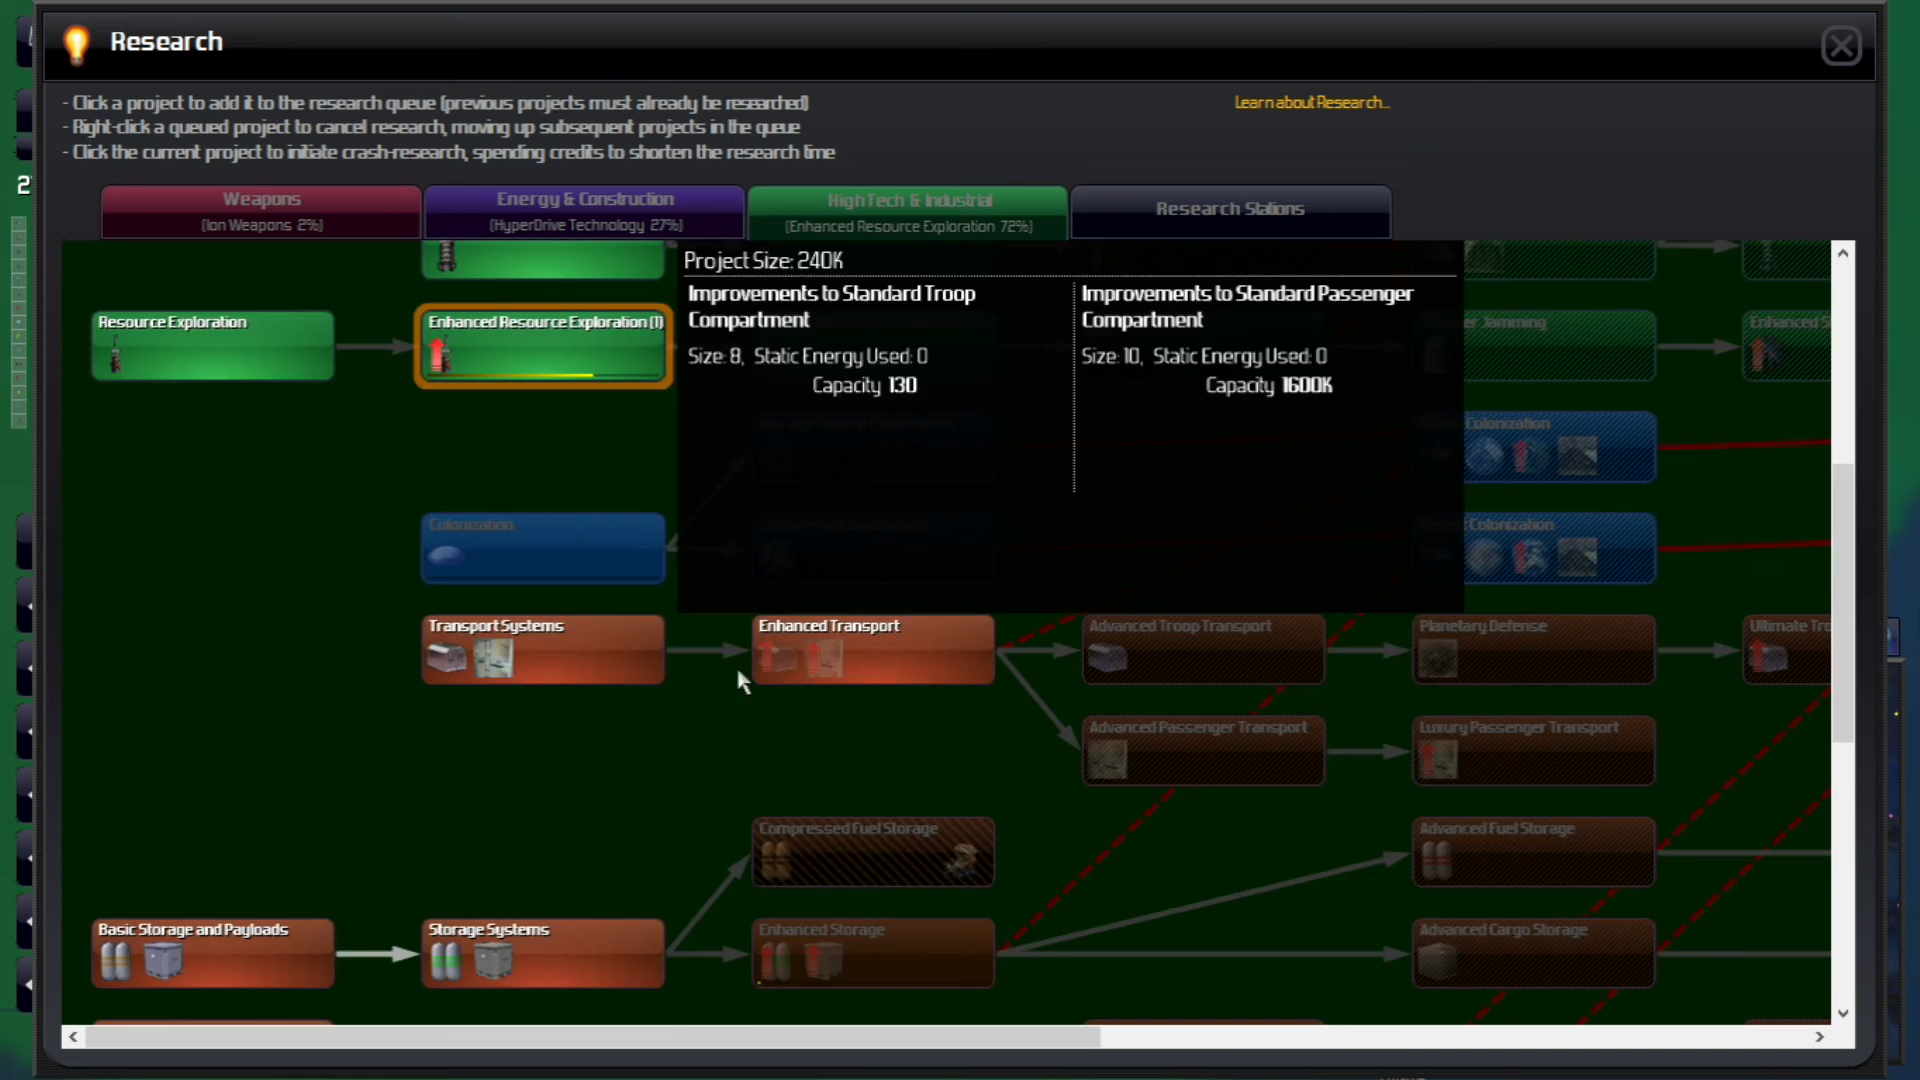 Research
- Click a project to add it to the research queue (previous projects must already be researched)
- Right-click a queued project to cancel research, moving up subsequent projects in the queue
- Click the current project to initiate crash-research, spending credits to shorten the research time
Learn about Research...
Weapons
(Ion Weapons 2%)
Energy & Construction
(HyperDrive Technology 27%)
HighTech & Industrial
(Enhanced Resource Exploration 72%)
Research Stations
Project Size: 240K
Improvements to Standard Troop
Compartment
Size: 8, Static Energy Used: 0
Capacity 130
Improvements to Standard Passenger
Compartment
Size: 10, Static Energy Used: 0
Capacity 1600K
Resource Exploration
Enhanced Resource Exploration (1)
Jamming
Enhanced S
Colonization
Colonization
Colonization
Transport Systems
Enhanced Transport
Advanced Troop Transport
Planetary Defense
Ultimate Tro
Advanced Passenger Transport
Luxury Passenger Transport
Compressed Fuel Storage
Advanced Fuel Storage
Basic Storage and Payloads
Storage Systems
Enhanced Storage
Advanced Cargo Storage